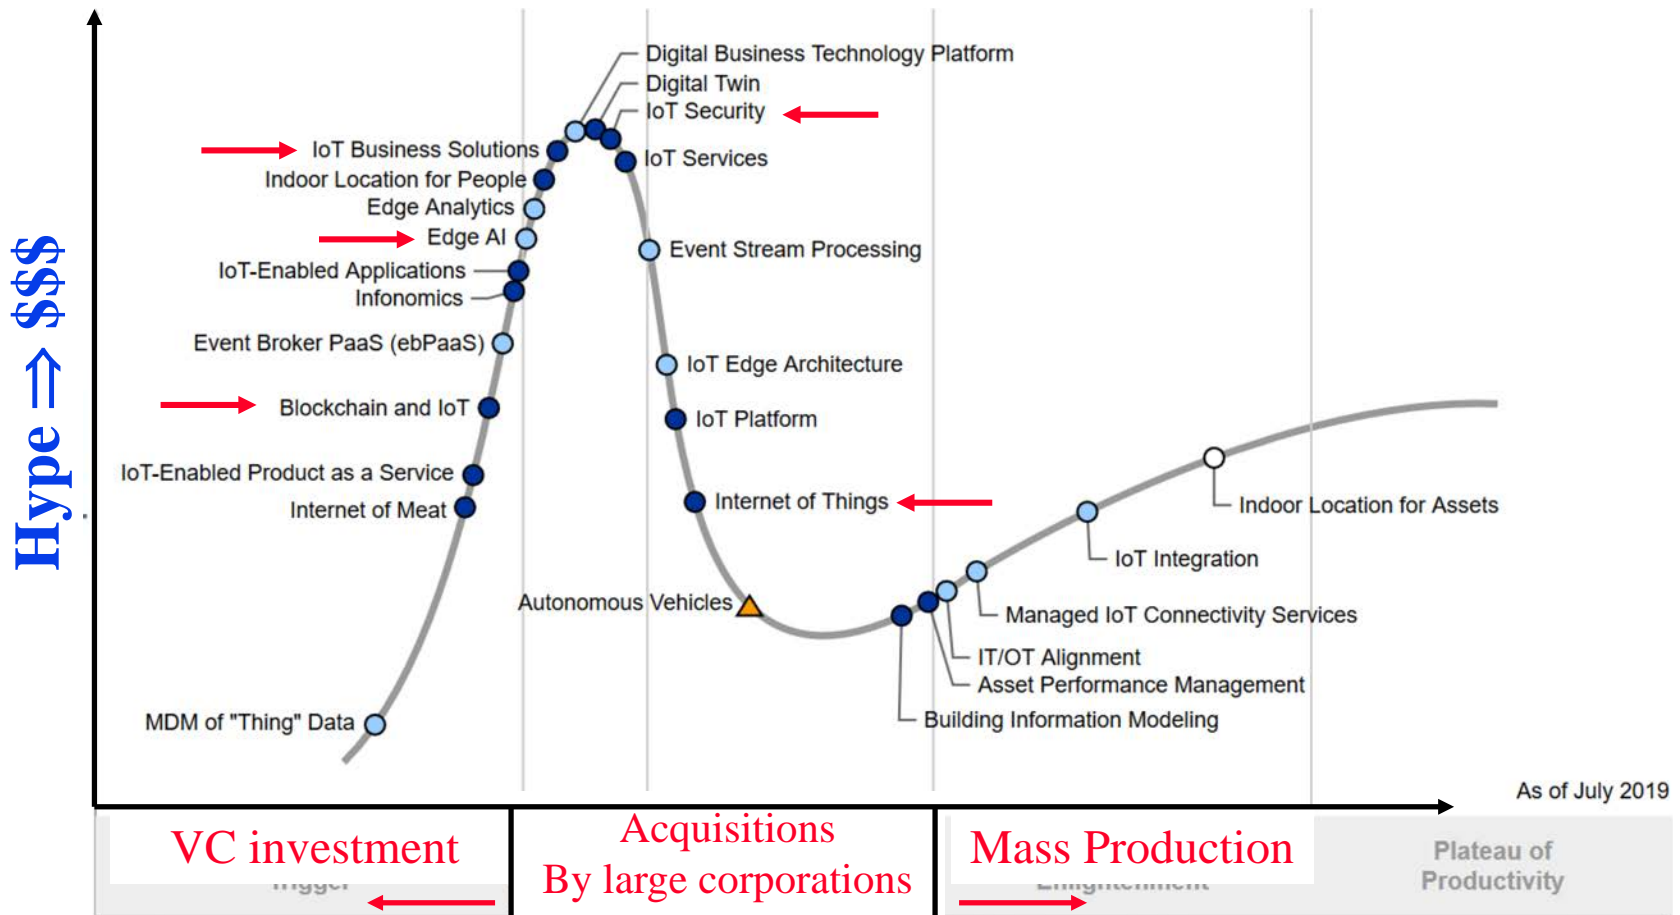 Hype ⇒ $$$
Digital Business Technology Platform
Digital Twin
IoT Security
IoT Business Solutions
IoT Services
Indoor Location for People
Edge Analytics
Edge AI
Event Stream Processing
IoT-Enabled Applications
Infonomics
Event Broker PaaS (ebPaaS)
IoT Edge Architecture
Blockchain and IoT
IoT Platform
IoT-Enabled Product as a Service
Internet of Meat
Internet of Things
Indoor Location for Assets
IoT Integration
Autonomous Vehicles
Managed IoT Connectivity Services
IT/OT Alignment
Asset Performance Management
Building Information Modeling
MDM of "Thing" Data
As of July 2019
VC investment
Trigger
Acquisitions
By large corporations
Mass Production
Enlightenment
Plateau of
Productivity